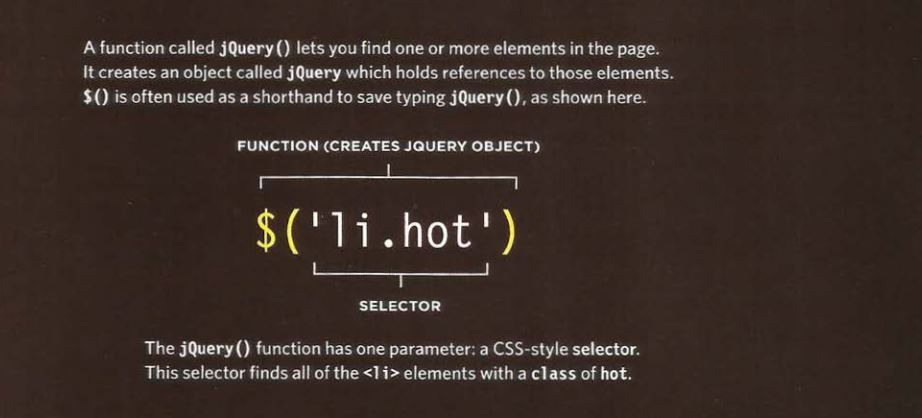 A function called jQuery() lets you find one or more elements in the page.
It creates an object called jQuery which holds references to those elements.
$() is often used as a shorthand to save typing jQuery(), as shown here.
FUNCTION (CREATES JQUERY OBJECT)
$('li.hot')
SELECTOR
The jQuery() function has one parameter: a CSS-style selector.
This selector finds all of the <li> elements with a class of hot.